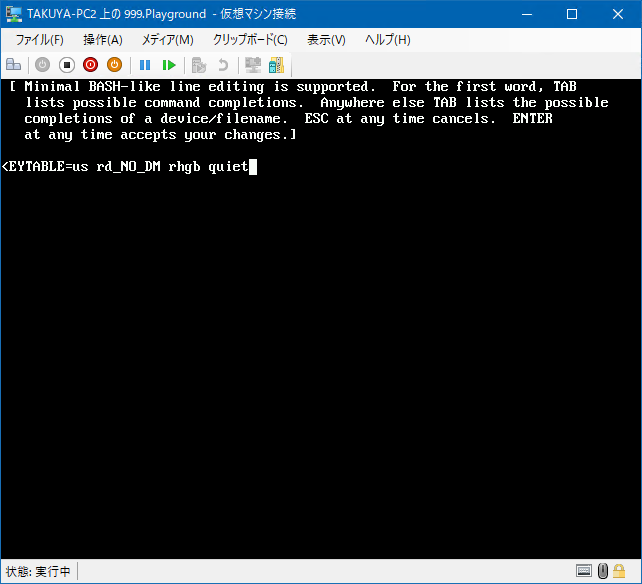 TAKUYA-PC2 上の 999.Playground - 仮想マシン接続
ファイル(F) 操作(A) メディア(M) クリップボード(C) 表示(V) ヘルプ(H)
[ Minimal BASH-like line editing is supported. For the first word, TAB
lists possible command completions. Anywhere else TAB lists the possible
completions of a device/filename. ESC at any time cancels. ENTER
at any time accepts your changes.]
<EYTABLE=us rd_NO_DM rhgb quiet
状態: 実行中